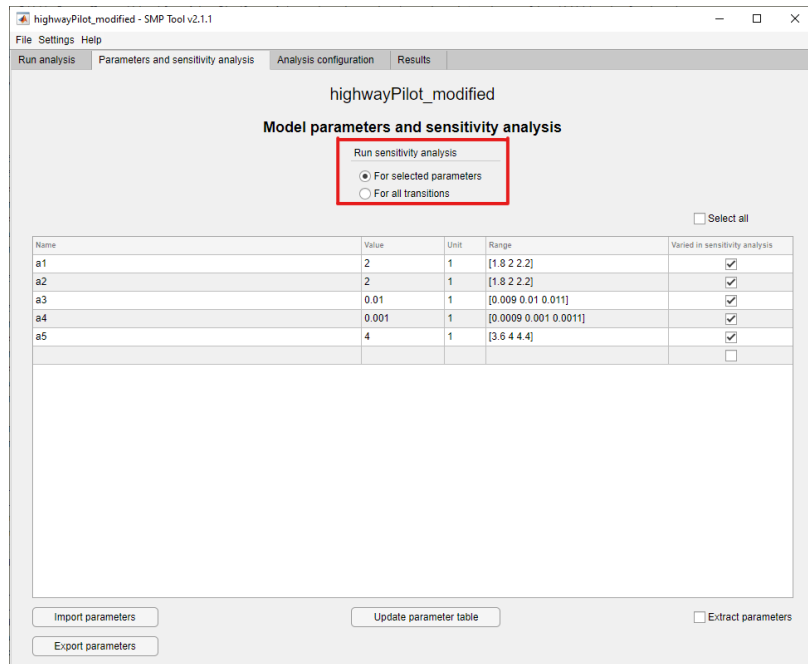 highwayPilot_modified - SMP Tool v2.1.1
File Settings Help
Run analysis Parameters and sensitivity analysis Analysis configuration Results
highwayPilot_modified
Model parameters and sensitivity analysis
Run sensitivity analysis
For selected parameters
For all transitions
Select all
Name Value Unit Range Varied in sensitivity analysis
a1 2 1 [1.8 2 2.2]
a2 2 1 [1.8 2 2.2]
a3 0.01 1 [0.009 0.01 0.011]
a4 0.001 1 [0.0009 0.001 0.0011]
a5 4 1 [3.6 4 4.4]
Import parameters Update parameter table Extract parameters
Export parameters